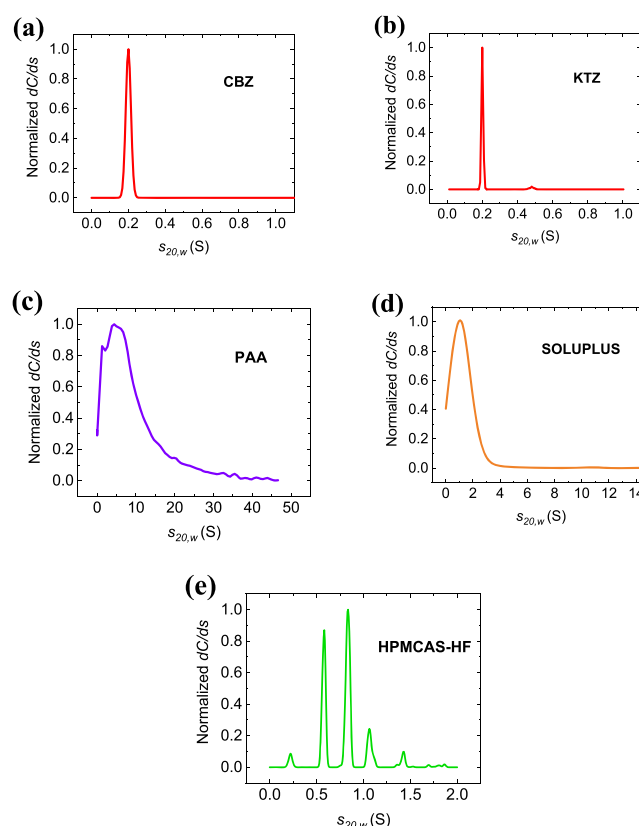 (a)
CBZ
Normalized dC/ds
1.0
0.8
0.6
0.4
0.2
0.0
0.0 0.2 0.4 0.6 0.8 1.0
s20,w (S)
(b)
KTZ
Normalized dC/ds
1.0
0.8
0.6
0.4
0.2
0.0
0.0 0.2 0.4 0.6 0.8 1.0
s20,w (S)
(c)
PAA
Normalized dC/ds
1.0
0.8
0.6
0.4
0.2
0.0
0 10 20 30 40 50
s20,w (S)
(d)
SOLUPLUS
Normalized dC/ds
1.0
0.8
0.6
0.4
0.2
0.0
0 2 4 6 8 10 12 14
s20,w (S)
(e)
HPMCAS-HF
Normalized dC/ds
1.0
0.8
0.6
0.4
0.2
0.0
0.0 0.5 1.0 1.5 2.0
s20,w (S)